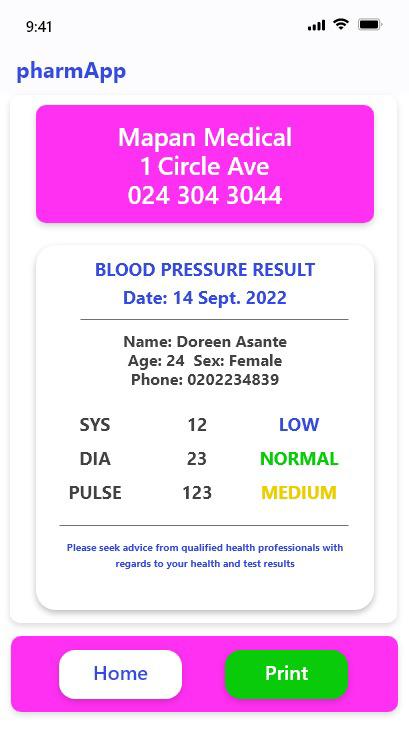 9:41
pharmApp
Mapan Medical
1 Circle Ave
024 304 3044
BLOOD PRESSURE RESULT
Date: 14 Sept. 2022
Name: Doreen Asante
Age: 24 Sex: Female
Phone: 0202234839
SYS 12 LOW
DIA 23 NORMAL
PULSE 123 MEDIUM
Please seek advice from qualified health professionals with
regards to your health and test results
Home Print